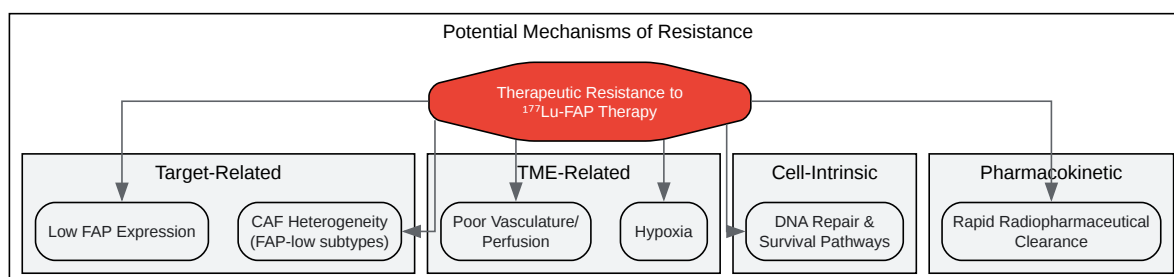 Potential Mechanisms of Resistance
Therapeutic Resistance to
¹⁷⁷Lu-FAP Therapy
Target-Related
TME-Related
Cell-Intrinsic
Pharmacokinetic
Low FAP Expression
CAF Heterogeneity
(FAP-low subtypes)
Poor Vasculature/
Perfusion
Hypoxia
DNA Repair &
Survival Pathways
Rapid Radiopharmaceutical
Clearance